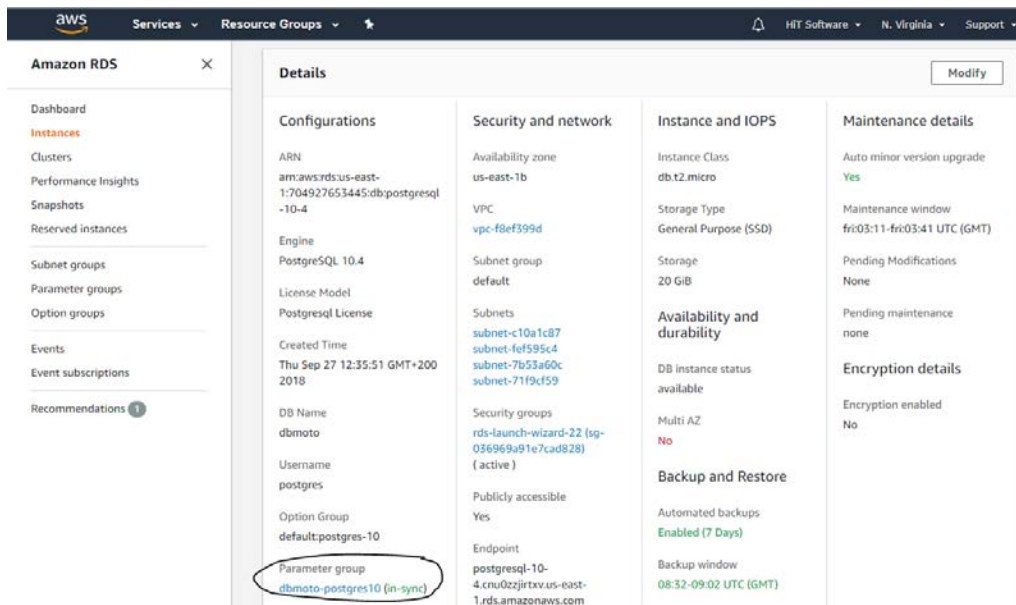 aws
Services
Resource Groups
HiT Software
N. Virginia
Support
Amazon RDS
Dashboard
Instances
Clusters
Performance Insights
Snapshots
Reserved instances
Subnet groups
Parameter groups
Option groups
Events
Event subscriptions
Recommendations 1
Details
Modify
Configurations
ARN
arn:aws:rds:us-east-
1:704927653445:db:postgresql
-10-4
Engine
PostgreSQL 10.4
License Model
Postgresql License
Created Time
Thu Sep 27 12:35:51 GMT+200
2018
DB Name
dbmoto
Username
postgres
Option Group
default:postgres-10
Parameter group
dbmoto-postgres10 (in-sync)
Security and network
Availability zone
us-east-1b
VPC
vpc-f8ef399d
Subnet group
default
Subnets
subnet-c10a1c87
subnet-fef595c4
subnet-7b53a60c
subnet-71f9cf59
Security groups
rds-launch-wizard-22 (sg-
036969a91e7cad828)
( active )
Publicly accessible
Yes
Endpoint
postgresql-10-
4.cnu0zzjirtxv.us-east-
1.rds.amazonaws.com
Instance and IOPS
Instance Class
db.t2.micro
Storage Type
General Purpose (SSD)
Storage
20 GiB
Availability and
durability
DB instance status
available
Multi AZ
No
Backup and Restore
Automated backups
Enabled (7 Days)
Backup window
08:32-09:02 UTC (GMT)
Maintenance details
Auto minor version upgrade
Yes
Maintenance window
fri:03:11-fri:03:41 UTC (GMT)
Pending Modifications
None
Pending maintenance
none
Encryption details
Encryption enabled
No